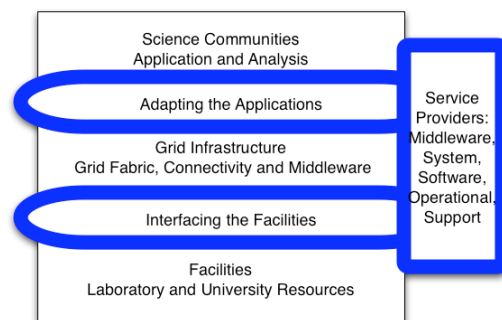 Science Communities
Application and Analysis
Adapting the Applications
Grid Infrastructure
Grid Fabric, Connectivity and Middleware
Interfacing the Facilities
Facilities
Laboratory and University Resources
Service
Providers:
Middleware,
System,
Software,
Operational,
Support